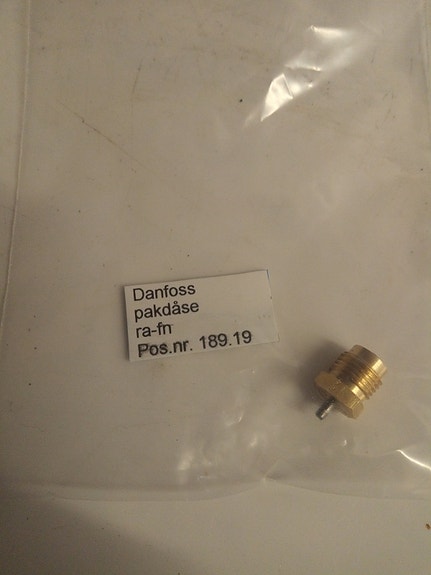 Danfoss
pakdåse
ra-fn
Pos.nr. 189.19